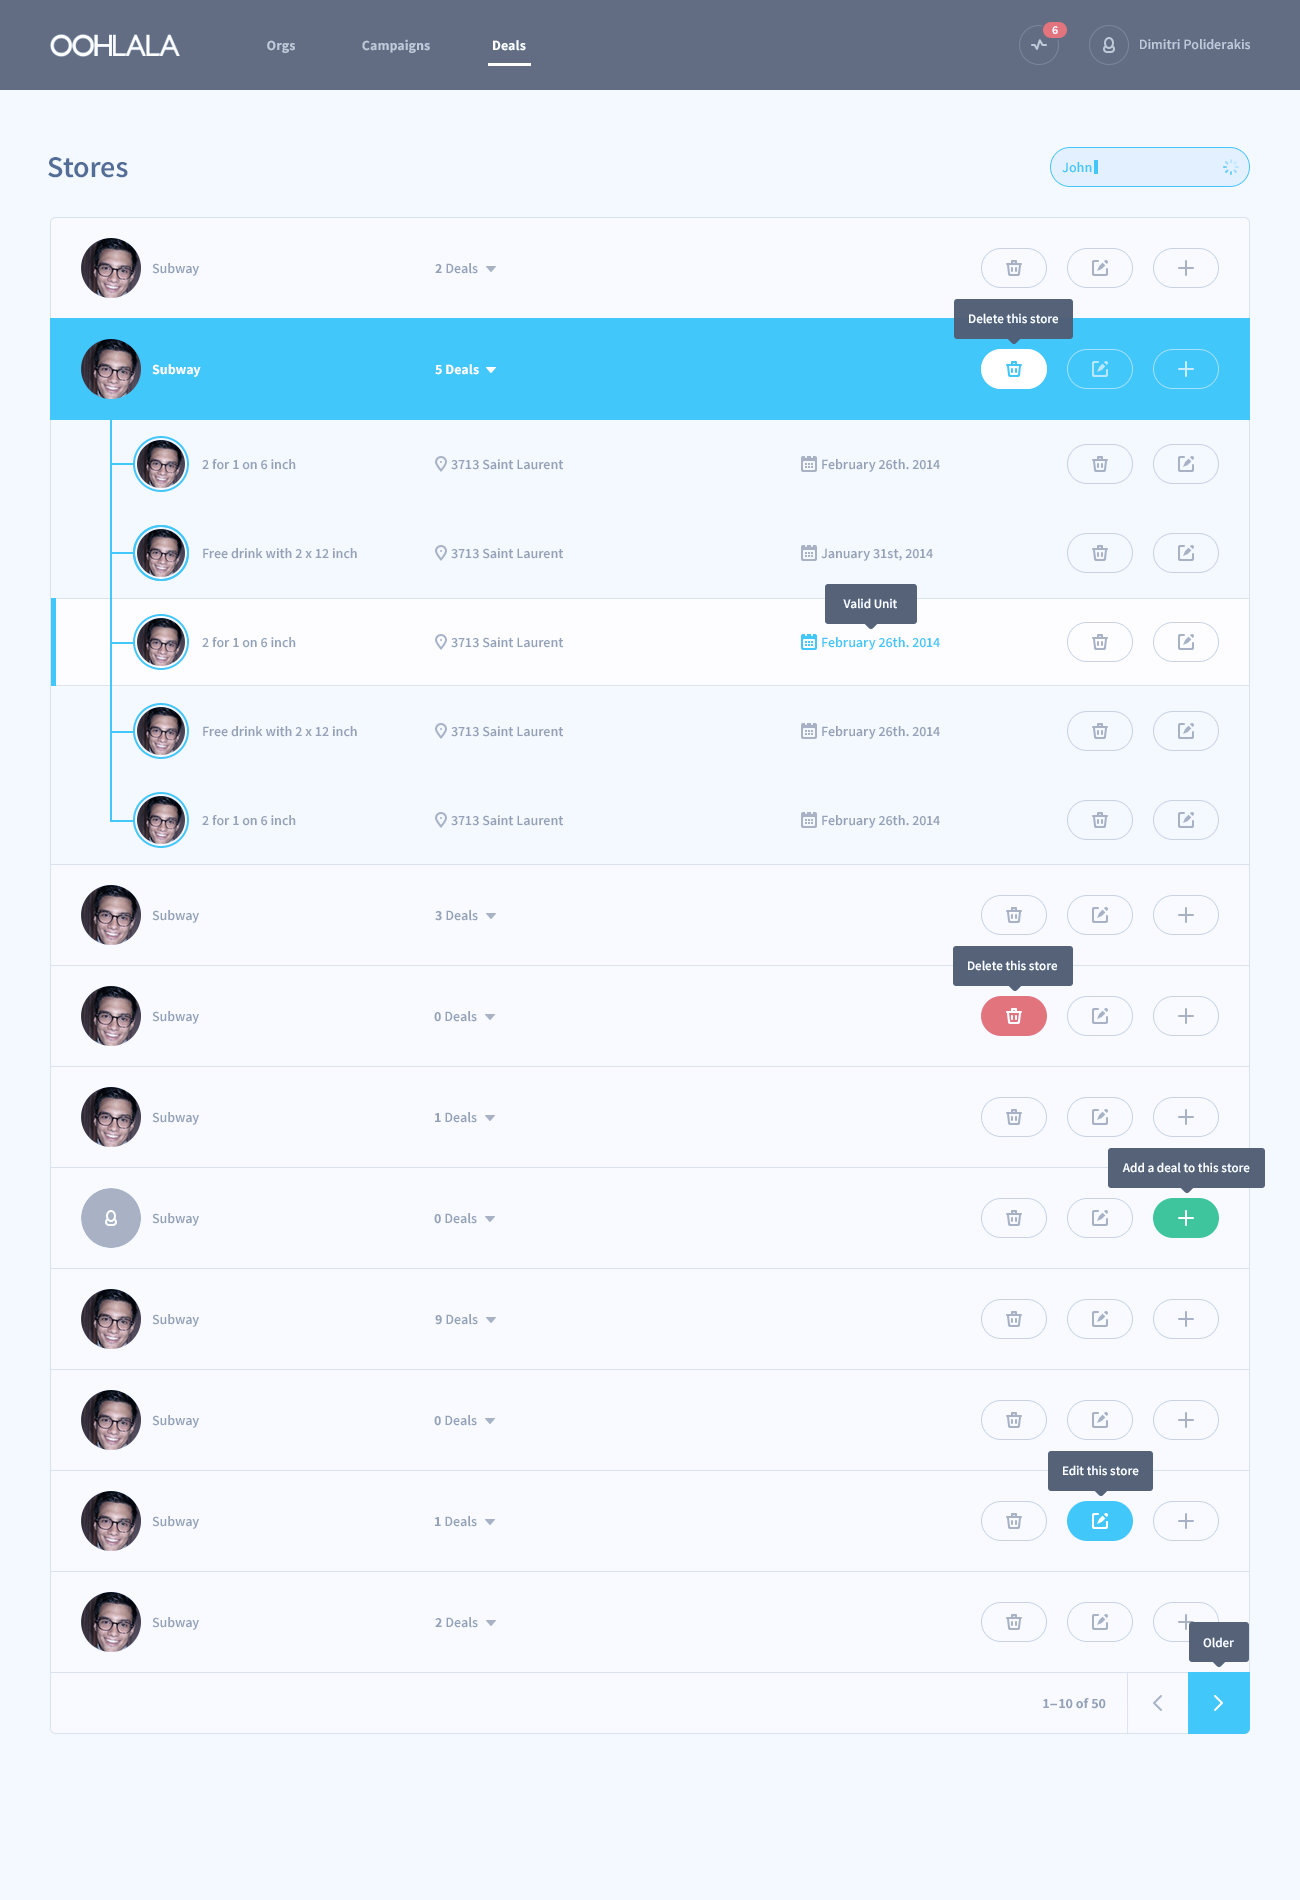 OOHLALA Orgs Campaigns Deals 6 Dimitri Poliderakis
Stores John
Subway 2 Deals
Delete this store
Subway 5 Deals
2 for 1 on 6 inch 3713 Saint Laurent February 26th. 2014
Free drink with 2 x 12 inch 3713 Saint Laurent January 31st, 2014
Valid Unit
2 for 1 on 6 inch 3713 Saint Laurent February 26th. 2014
Free drink with 2 x 12 inch 3713 Saint Laurent February 26th. 2014
2 for 1 on 6 inch 3713 Saint Laurent February 26th. 2014
Subway 3 Deals
Delete this store
Subway 0 Deals
Subway 1 Deals
Add a deal to this store
Subway 0 Deals
Subway 9 Deals
Subway 0 Deals
Edit this store
Subway 1 Deals
Subway 2 Deals
Older
1–10 of 50